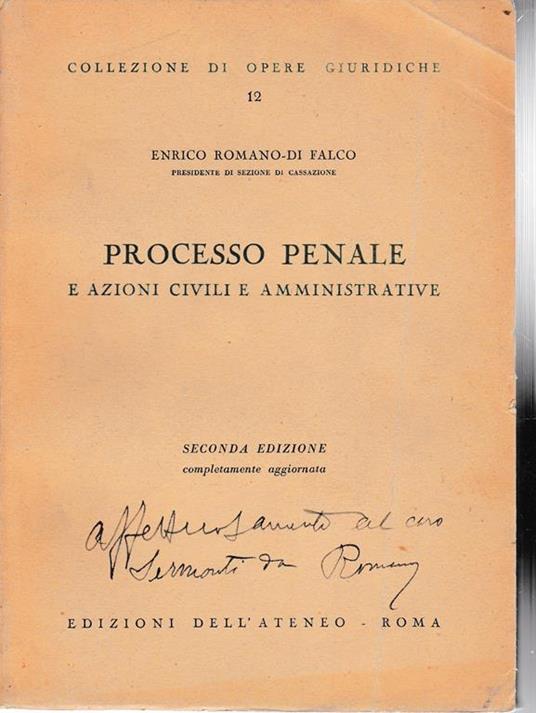 COLLEZIONE DI OPERE GIURIDICHE
12
ENRICO ROMANO-DI FALCO
PRESIDENTE DI SEZIONE DI CASSAZIONE
PROCESSO PENALE
E AZIONI CIVILI E AMMINISTRATIVE
SECONDA EDIZIONE
completamente aggiornata
affettuosamente al caro
Sermonti da
EDIZIONI DELL'ATENEO - ROMA